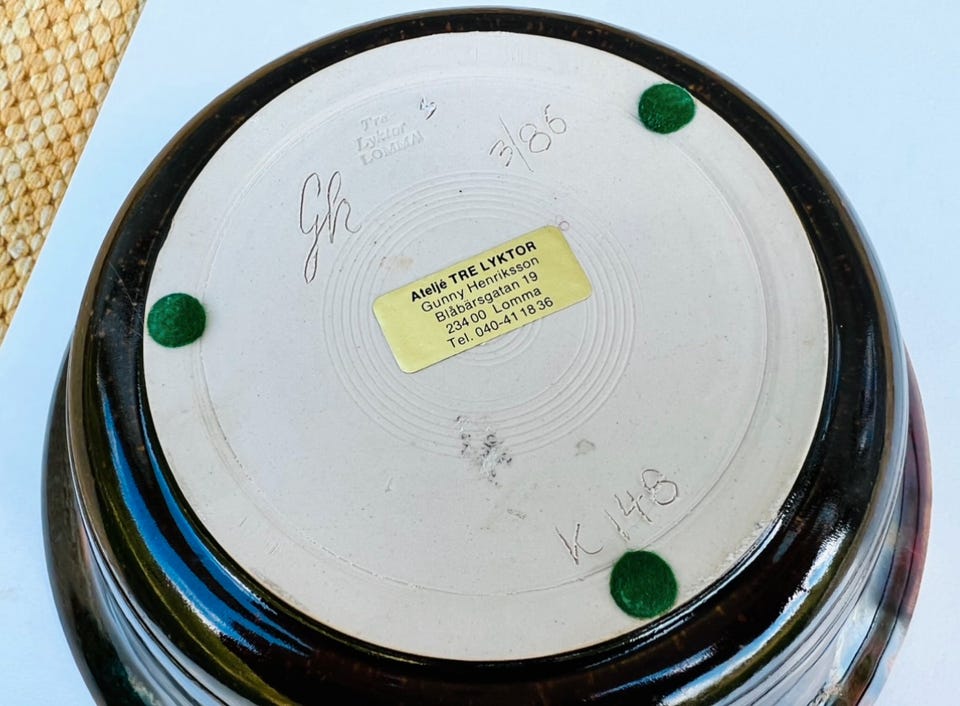 Tre
Lyktor
LOMMA
3/86
Gh
Ateljé TRE LYKTOR
Gunny Henriksson
Blåbärsgatan 19
234 00 Lomma
Tel. 040-41 18 36
K 148